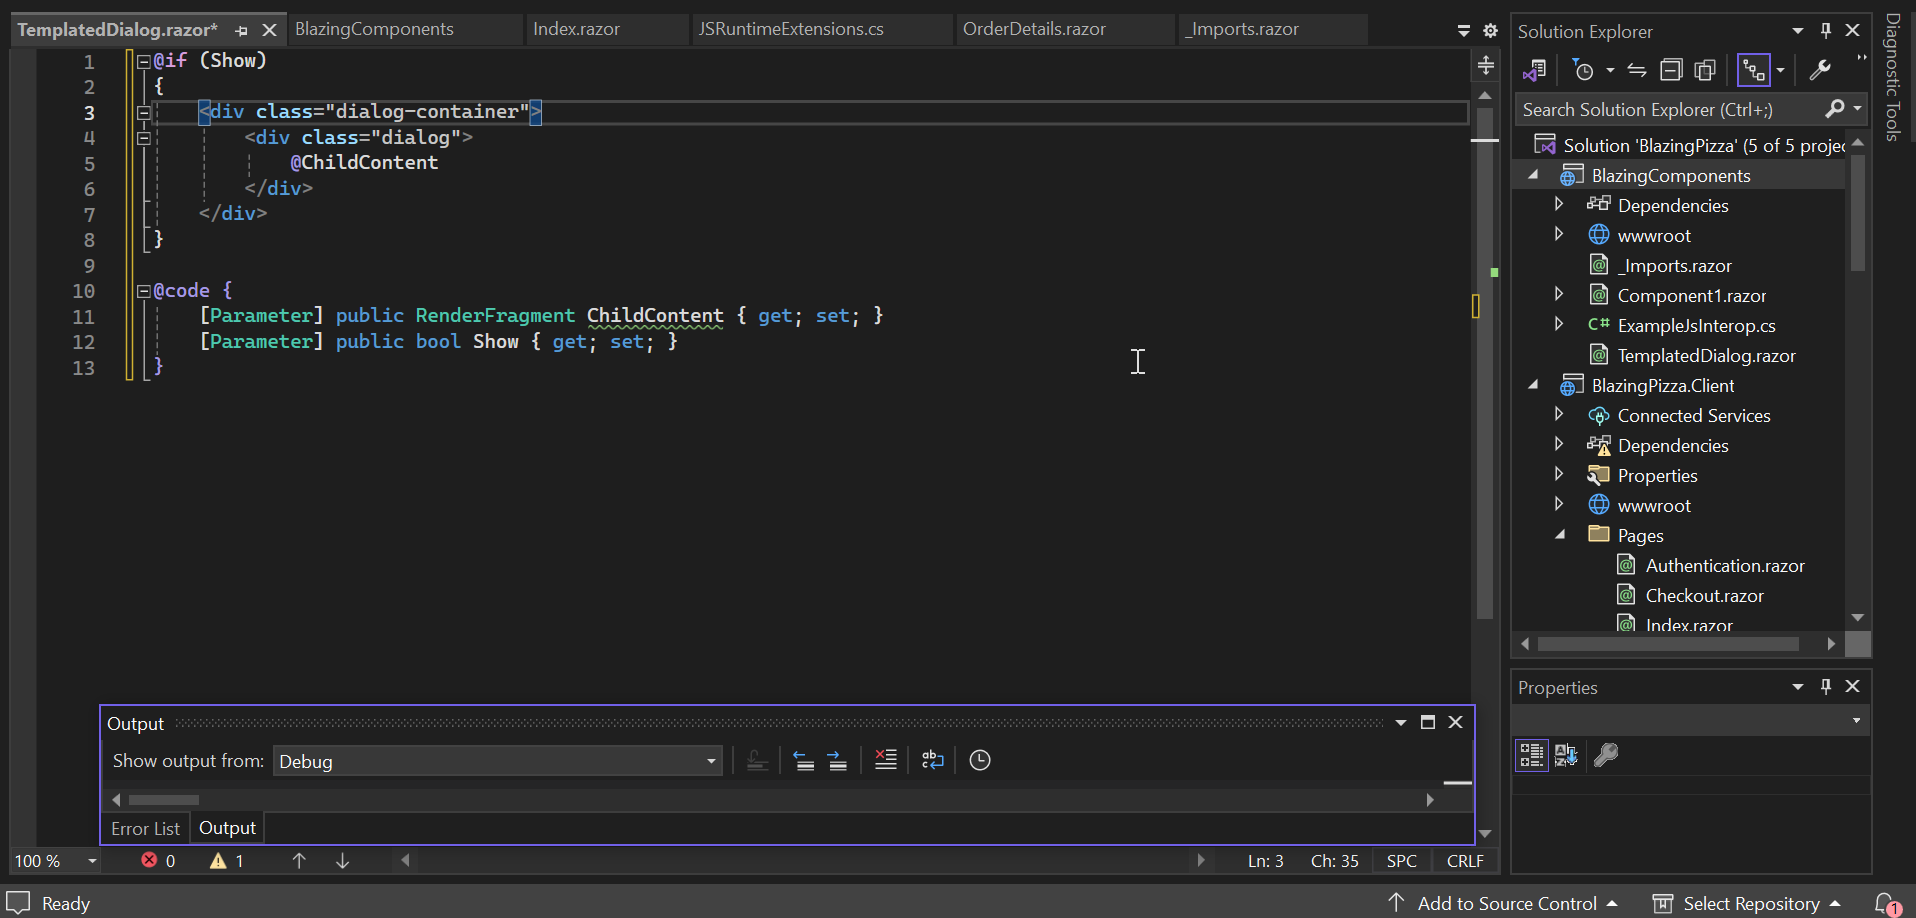 TemplatedDialog.razor*
BlazingComponents
Index.razor
JSRuntimeExtensions.cs
OrderDetails.razor
_Imports.razor
1 @if (Show)
2 {
3 <div class="dialog-container">
4 <div class="dialog">
5 @ChildContent
6 </div>
7 </div>
8 }
9
10 @code {
11 [Parameter] public RenderFragment ChildContent { get; set; }
12 [Parameter] public bool Show { get; set; }
13 }
Output
Show output from: Debug
Error List
Output
100 %
0
1
Ln: 3
Ch: 35
SPC
CRLF
Solution Explorer
Search Solution Explorer (Ctrl+;)
Solution 'BlazingPizza' (5 of 5 projec
BlazingComponents
Dependencies
wwwroot
_Imports.razor
Component1.razor
C# ExampleJsInterop.cs
TemplatedDialog.razor
BlazingPizza.Client
Connected Services
Dependencies
Properties
wwwroot
Pages
Authentication.razor
Checkout.razor
Index.razor
Properties
Diagnostic Tools
Ready
Add to Source Control
Select Repository
1